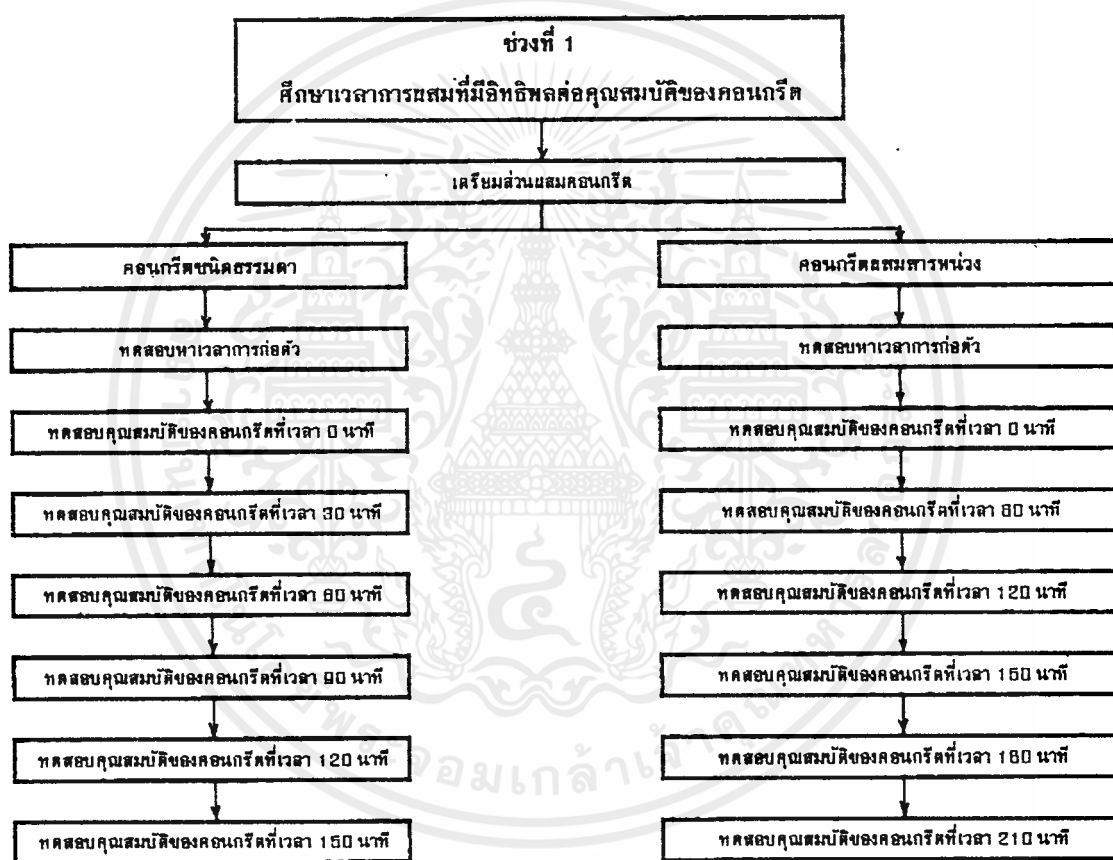 ช่วงที่ 1
ศึกษาเวลาการผสมที่มีอิทธิพลต่อคุณสมบัติของคอนกรีต
เตรียมส่วนผสมคอนกรีต
คอนกรีตชนิดธรรมดา
ทดสอบหาเวลาการก่อตัว
ทดสอบคุณสมบัติของคอนกรีตที่เวลา 0 นาที
ทดสอบคุณสมบัติของคอนกรีตที่เวลา 30 นาที
ทดสอบคุณสมบัติของคอนกรีตที่เวลา 60 นาที
ทดสอบคุณสมบัติของคอนกรีตที่เวลา 90 นาที
ทดสอบคุณสมบัติของคอนกรีตที่เวลา 120 นาที
ทดสอบคุณสมบัติของคอนกรีตที่เวลา 150 นาที
คอนกรีตผสมสารหน่วง
ทดสอบหาเวลาการก่อตัว
ทดสอบคุณสมบัติของคอนกรีตที่เวลา 0 นาที
ทดสอบคุณสมบัติของคอนกรีตที่เวลา 60 นาที
ทดสอบคุณสมบัติของคอนกรีตที่เวลา 120 นาที
ทดสอบคุณสมบัติของคอนกรีตที่เวลา 150 นาที
ทดสอบคุณสมบัติของคอนกรีตที่เวลา 180 นาที
ทดสอบคุณสมบัติของคอนกรีตที่เวลา 210 นาที